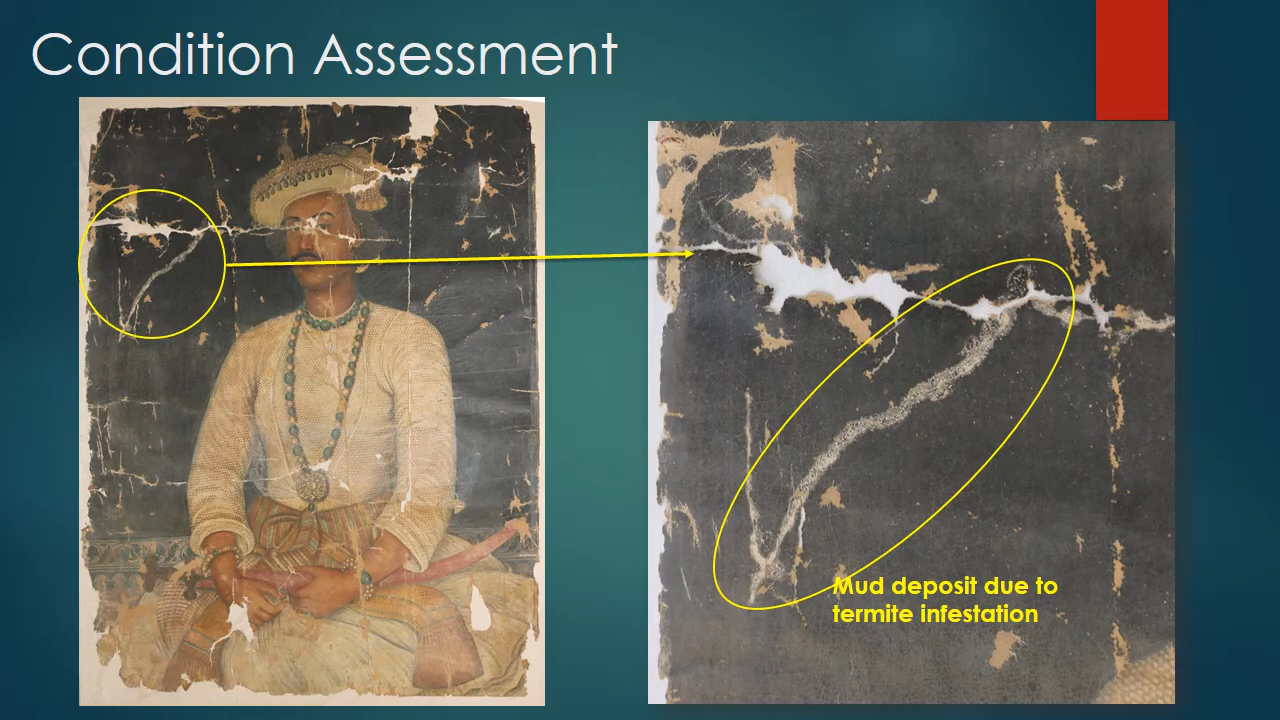 Condition Assessment
Mud deposit due to
termite infestation